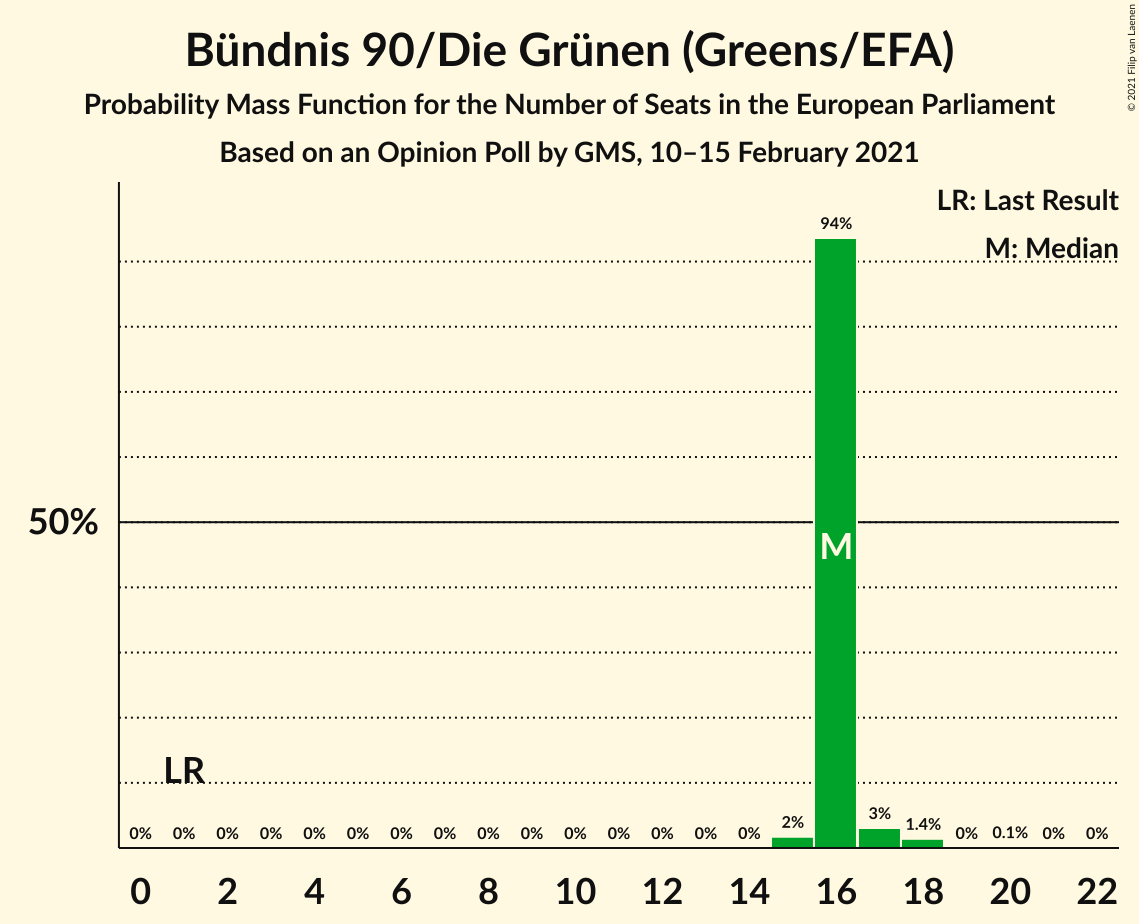 Bündnis 90/Die Grünen (Greens/EFA)
Probability Mass Function for the Number of Seats in the European Parliament
Based on an Opinion Poll by GMS, 10–15 February 2021
© 2021 Filip van Laenen
LR: Last Result
M: Median
94%
50%
M
LR
0% 0% 0% 0% 0% 0% 0% 0% 0% 0% 0% 0% 0% 0% 0% 2% 3% 1.4% 0% 0.1% 0% 0%
0 2 4 6 8 10 12 14 16 18 20 22